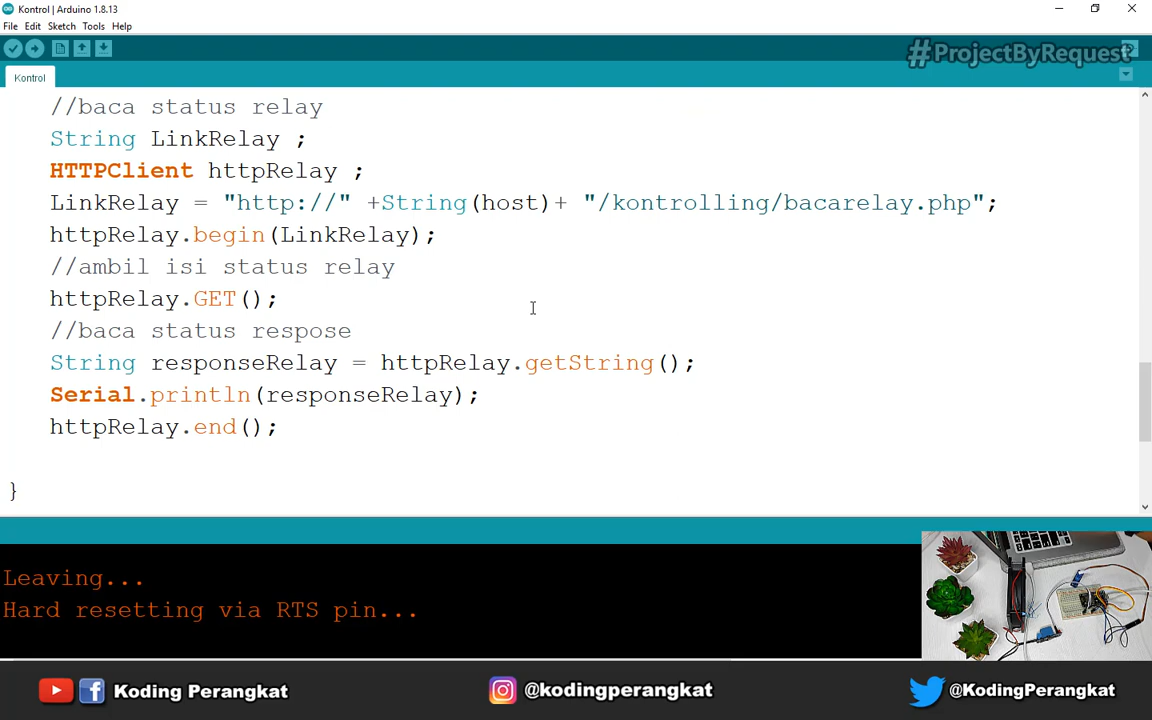 Kontrol | Arduino 1.8.13
File Edit Sketch Tools Help
#ProjectByRequest
Kontrol
//baca status relay
String LinkRelay ;
HTTPClient httpRelay ;
LinkRelay = "http://" +String(host)+ "/kontrolling/bacarelay.php";
httpRelay.begin(LinkRelay);
//ambil isi status relay
httpRelay.GET();
//baca status respose
String responseRelay = httpRelay.getString();
Serial.println(responseRelay);
httpRelay.end();
}
Leaving...
Hard resetting via RTS pin...
Koding Perangkat
@kodingperangkat
@KodingPerangkat